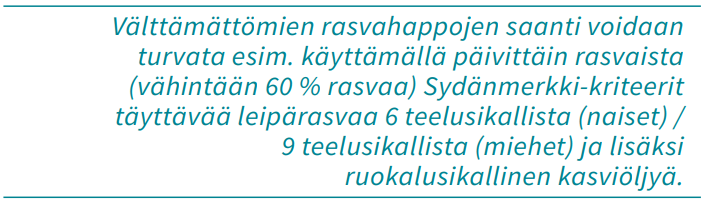 Välttämättömien rasvahappojen saanti voidaan
turvata esim. käyttämällä päivittäin rasvaista
(vähintään 60 % rasvaa) Sydänmerkki-kriteerit
täyttävää leipärasvaa 6 teelusikallista (naiset) /
9 teelusikallista (miehet) ja lisäksi
ruokalusikallinen kasviöljyä.